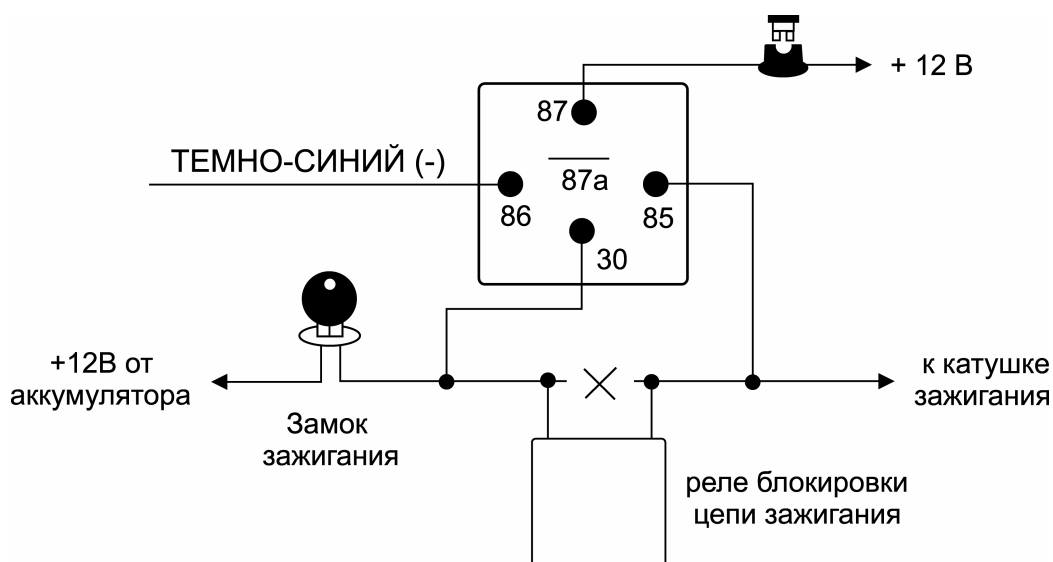 + 12 В
87
ТЕМНО-СИНИЙ (-)
87а
86
85
30
+12В от
аккумулятора
Замок
зажигания
к катушке
зажигания
реле блокировки
цепи зажигания